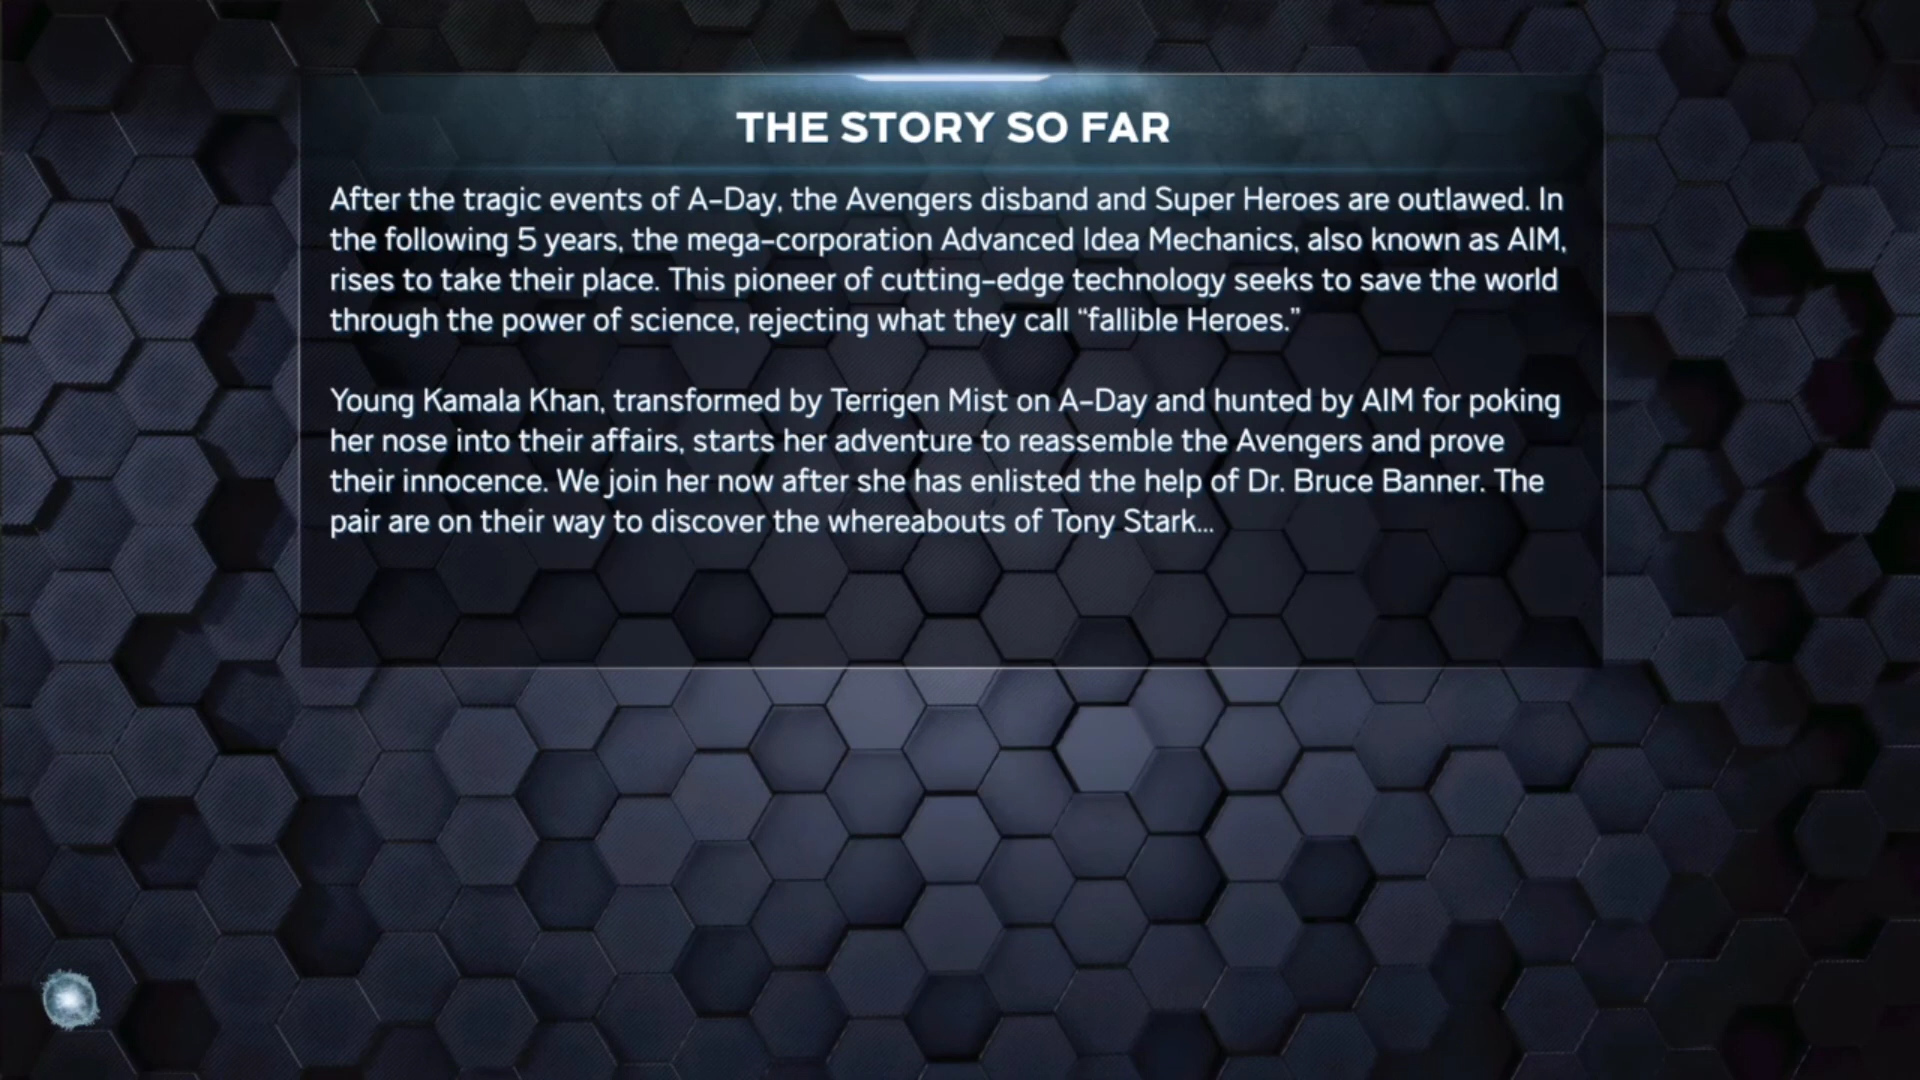 THE STORY SO FAR
After the tragic events of A-Day, the Avengers disband and Super Heroes are outlawed. In
the following 5 years, the mega-corporation Advanced Idea Mechanics, also known as AIM,
rises to take their place. This pioneer of cutting-edge technology seeks to save the world
through the power of science, rejecting what they call “fallible Heroes.”
Young Kamala Khan, transformed by Terrigen Mist on A-Day and hunted by AIM for poking
her nose into their affairs, starts her adventure to reassemble the Avengers and prove
their innocence. We join her now after she has enlisted the help of Dr. Bruce Banner. The
pair are on their way to discover the whereabouts of Tony Stark...